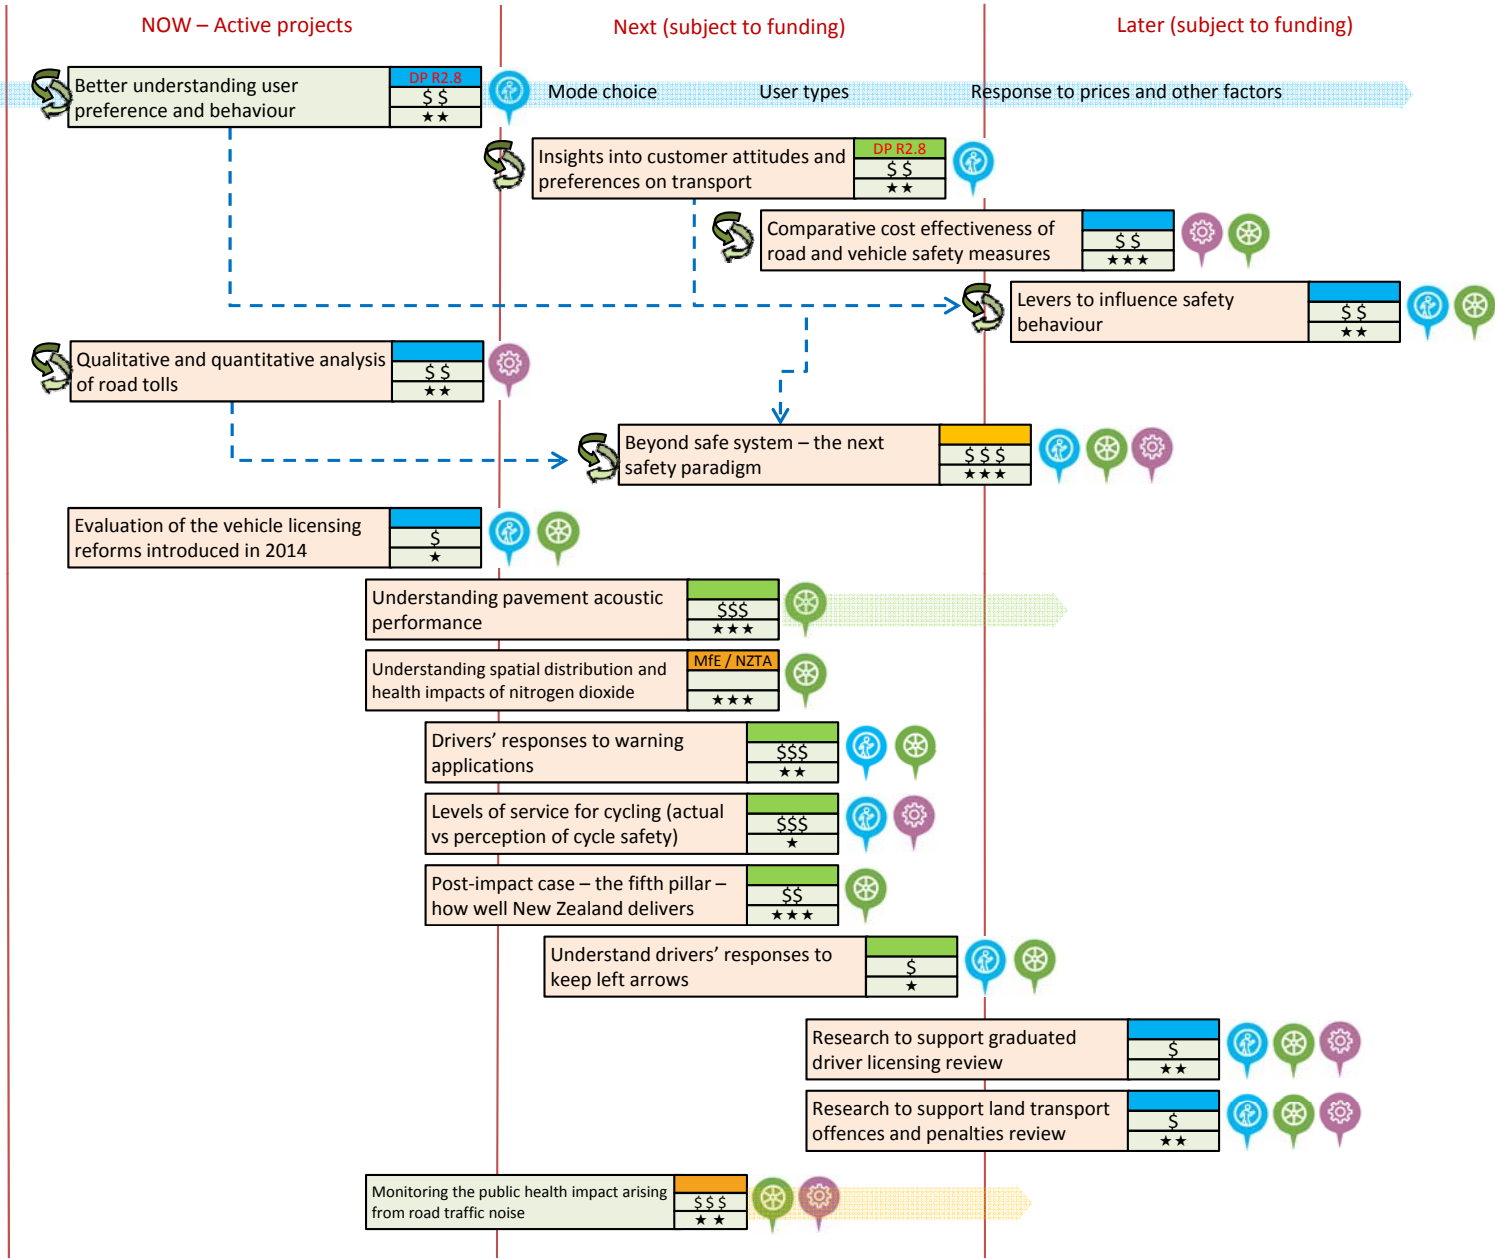 NOW – Active projects
Next (subject to funding)
Later (subject to funding)
Better understanding user
preference and behaviour
DP R2.8
$ $
★★
Mode choice
User types
Response to prices and other factors
Insights into customer attitudes and
preferences on transport
DP R2.8
$ $
★★
Comparative cost effectiveness of
road and vehicle safety measures
$ $
★★★
Levers to influence safety
behaviour
$ $
★★
Qualitative and quantitative analysis
of road tolls
$ $
★★
Beyond safe system – the next
safety paradigm
$ $ $
★★★
Evaluation of the vehicle licensing
reforms introduced in 2014
$
★
Understanding pavement acoustic
performance
$$$
★★★
Understanding spatial distribution and
health impacts of nitrogen dioxide
MfE / NZTA
★★★
Drivers’ responses to warning
applications
$$$
★★
Levels of service for cycling (actual
vs perception of cycle safety)
$$$
★
Post-impact case – the fifth pillar –
how well New Zealand delivers
$$
★★★
Understand drivers’ responses to
keep left arrows
$
★
Research to support graduated
driver licensing review
$
★★
Research to support land transport
offences and penalties review
$
★★
Monitoring the public health impact arising
from road traffic noise
$ $ $
★ ★